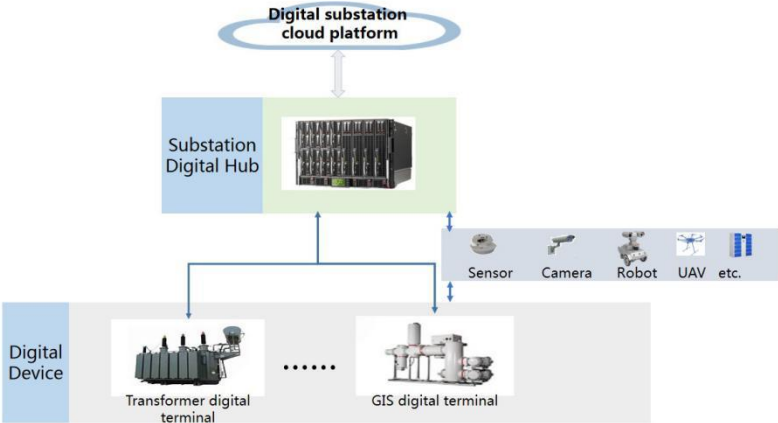 Digital substation
cloud platform
Substation
Digital Hub
Sensor
Camera
Robot
UAV
etc.
Digital
Device
Transformer digital
terminal
......
GIS digital terminal